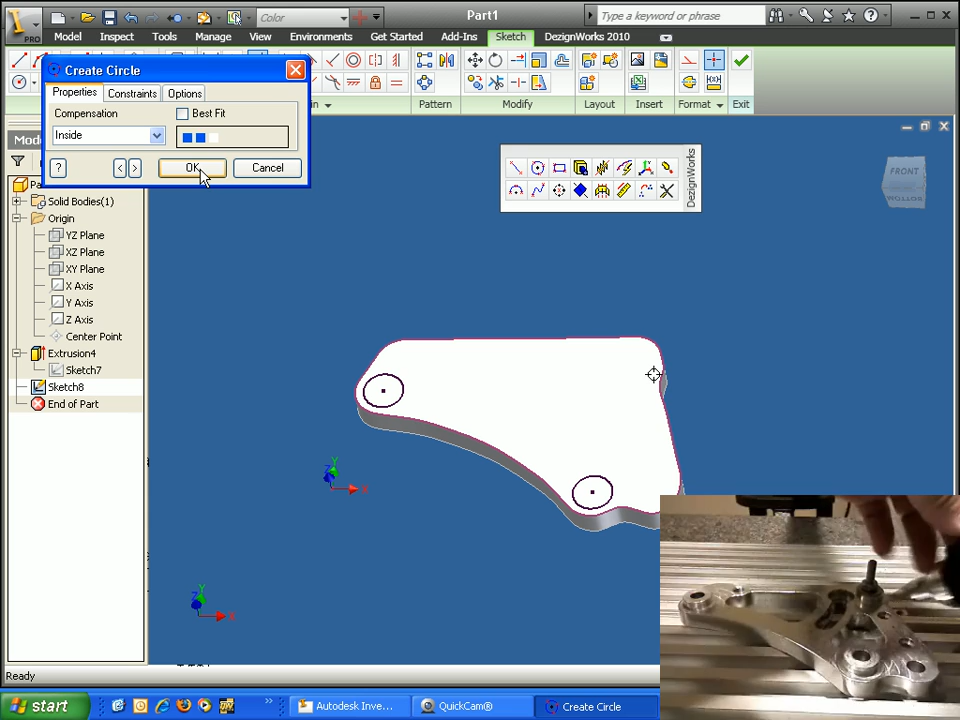 Color
Part1
Type a keyword or phrase
PRO
Model
Inspect
Tools
Manage
View
Environments
Get Started
Add-Ins
Sketch
DezignWorks 2010
Create Circle
Properties
Constraints
Options
Compensation
Best Fit
Inside
?
<
>
OK
Cancel
Pattern
Modify
Layout
Insert
Format
Exit
DezignWorks
FRONT
BOTTOM
Solid Bodies(1)
Origin
YZ Plane
XZ Plane
XY Plane
X Axis
Y Axis
Z Axis
Center Point
Extrusion4
Sketch7
Sketch8
End of Part
Y
Z
X
Y
Z
X
Ready
start
Autodesk Inve...
QuickCam®
Create Circle